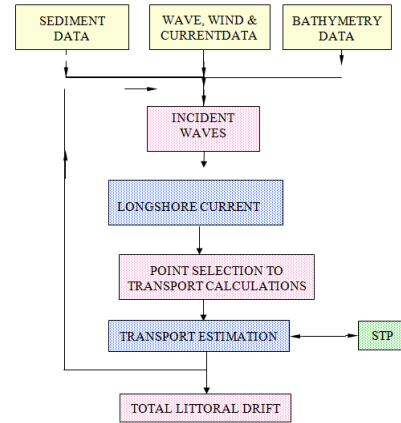 SEDIMENT
DATA
WAVE, WIND &
CURRENTDATA
BATHYMETRY
DATA
INCIDENT
WAVES
LONGSHORE CURRENT
POINT SELECTION TO
TRANSPORT CALCULATIONS
TRANSPORT ESTIMATION
STP
TOTAL LITTORAL DRIFT